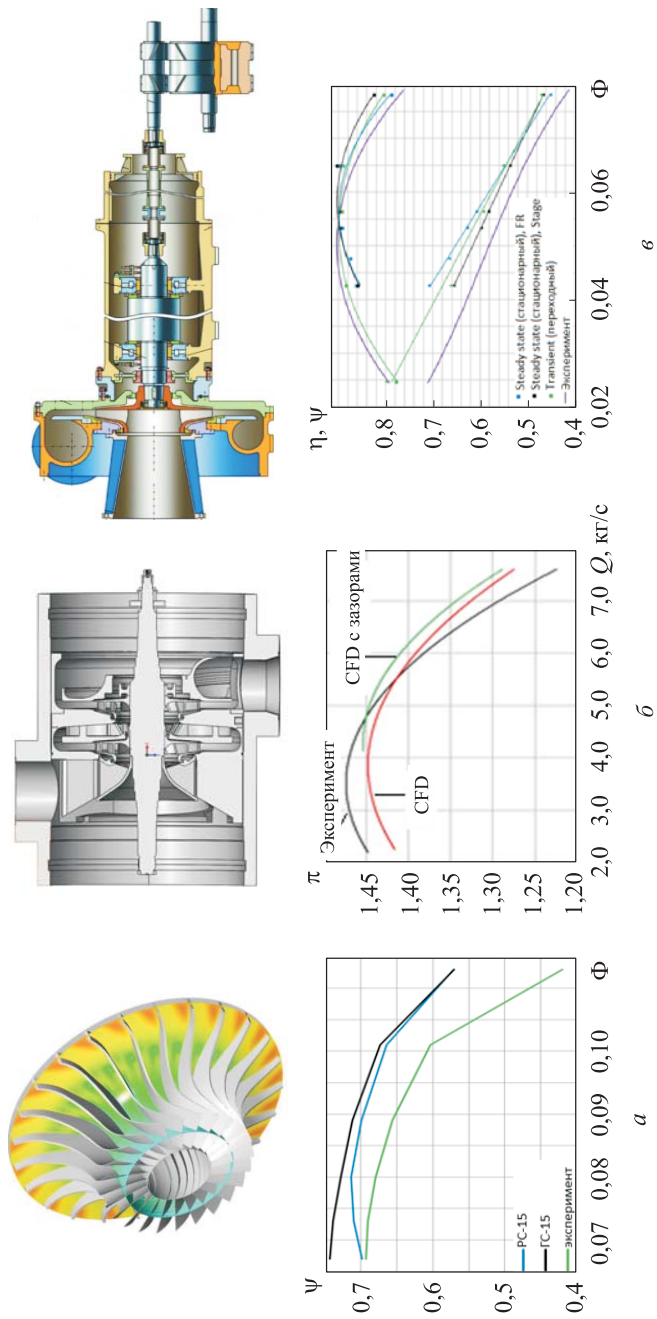 ψ
0,7
0,6
0,5
0,4
РС-15
ГС-15
эксперимент
0,07
0,08
0,09
0,10
Φ
а
π
1,45
1,40
1,35
1,30
1,25
1,20
Эксперимент
CFD
CFD с зазорами
2,0
3,0
4,0
5,0
6,0
7,0
Q, кг/с
б
η, ψ
0,8
0,7
0,6
0,5
Steady state (стационарный), FR
Steady state (стационарный), Stage
Transient (переходный)
Эксперимент
0,02
0,04
0,06
Φ
в